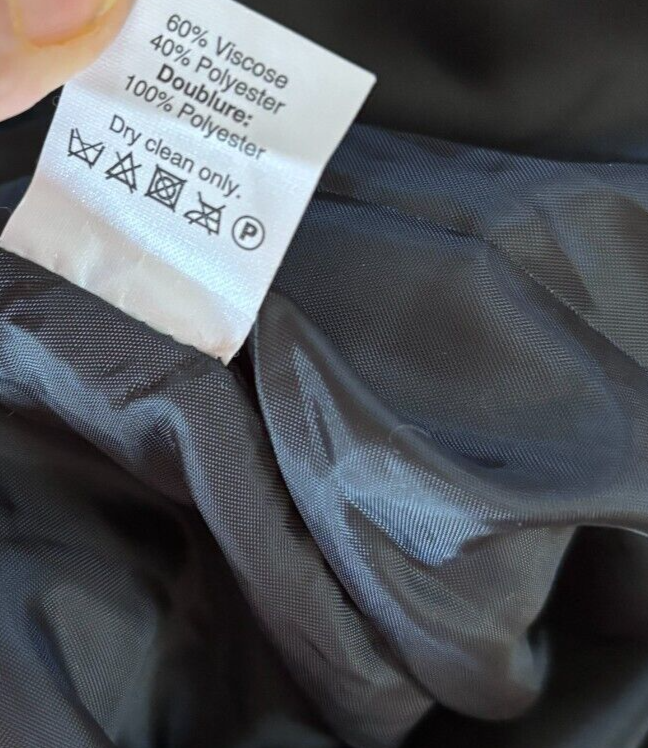 60% Viscose
40% Polyester
Doublure:
100% Polyester
Dry clean only.
P